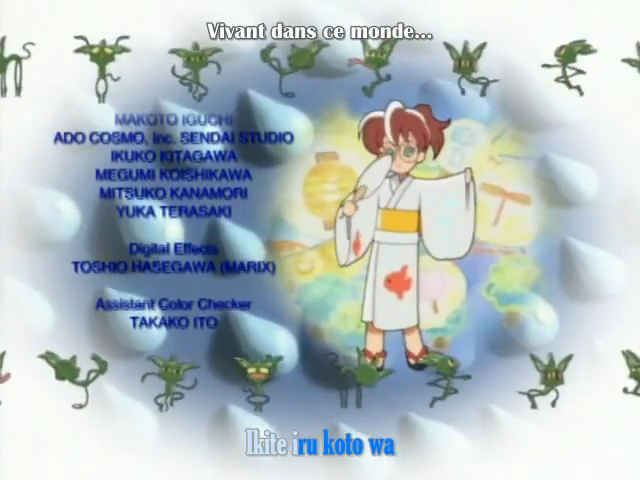 Vivant dans ce monde...
MAKOTO IGUCHI
ADO COSMO, Inc. SENDAI STUDIO
IKUKO KITAGAWA
MEGUMI KOISHIKAWA
MITSUKO KANAMORI
YUKA TERASAKI
Digital Effects
TOSHIO HASEGAWA (MARIX)
Assistant Color Checker
TAKAKO ITO
Ikite iru koto wa